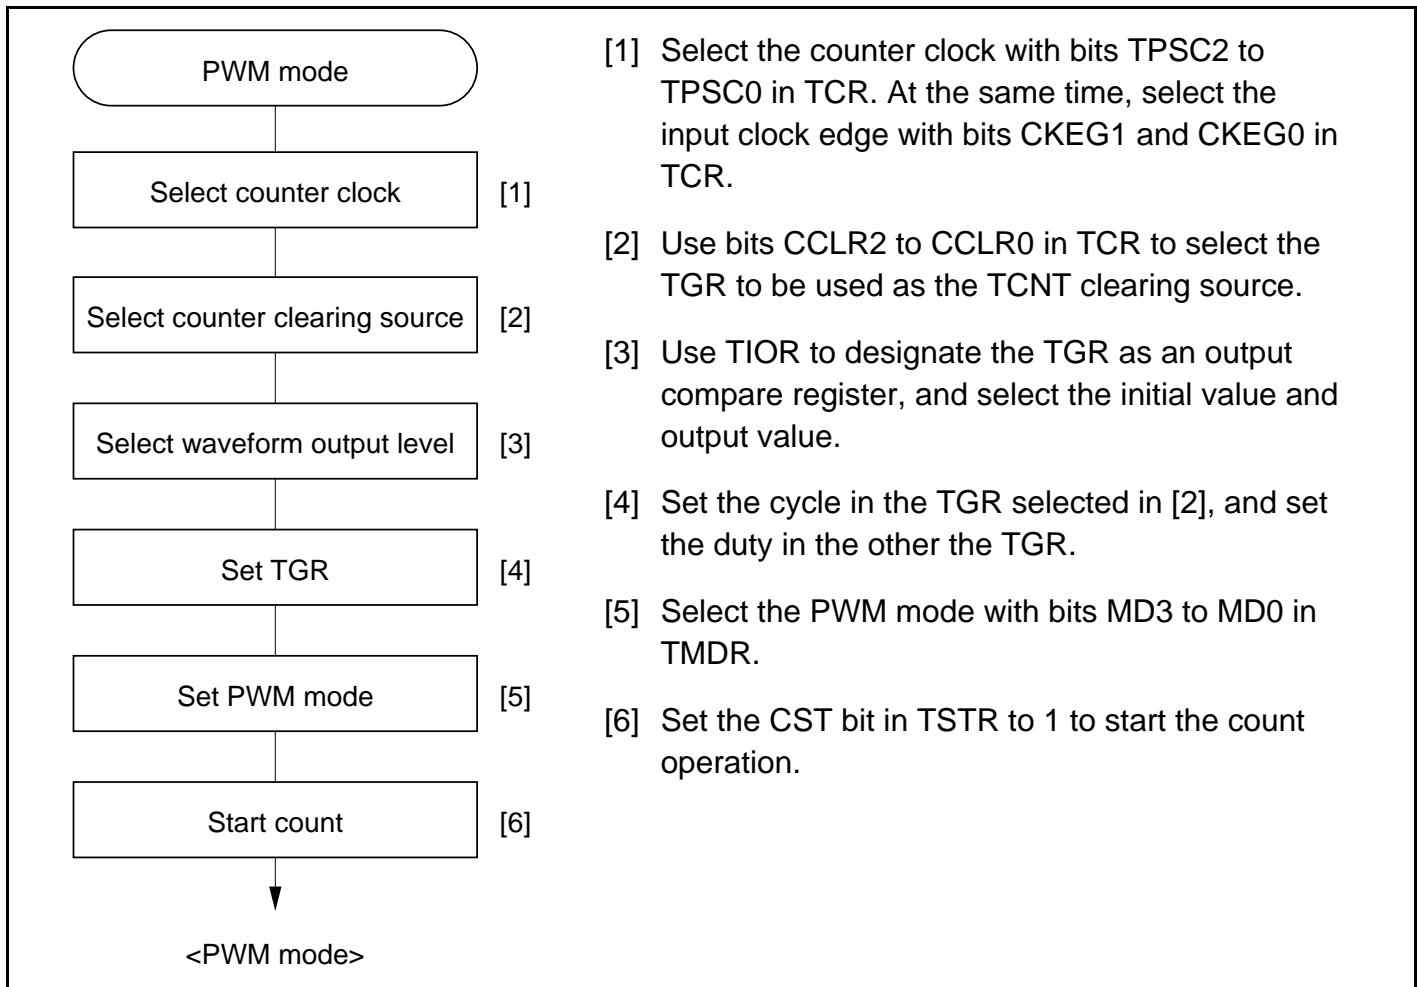 PWM mode
Select counter clock
[1]
Select counter clearing source
[2]
Select waveform output level
[3]
Set TGR
[4]
Set PWM mode
[5]
Start count
[6]
<PWM mode>
[1] Select the counter clock with bits TPSC2 to
TPSC0 in TCR. At the same time, select the
input clock edge with bits CKEG1 and CKEG0 in
TCR.
[2] Use bits CCLR2 to CCLR0 in TCR to select the
TGR to be used as the TCNT clearing source.
[3] Use TIOR to designate the TGR as an output
compare register, and select the initial value and
output value.
[4] Set the cycle in the TGR selected in [2], and set
the duty in the other the TGR.
[5] Select the PWM mode with bits MD3 to MD0 in
TMDR.
[6] Set the CST bit in TSTR to 1 to start the count
operation.